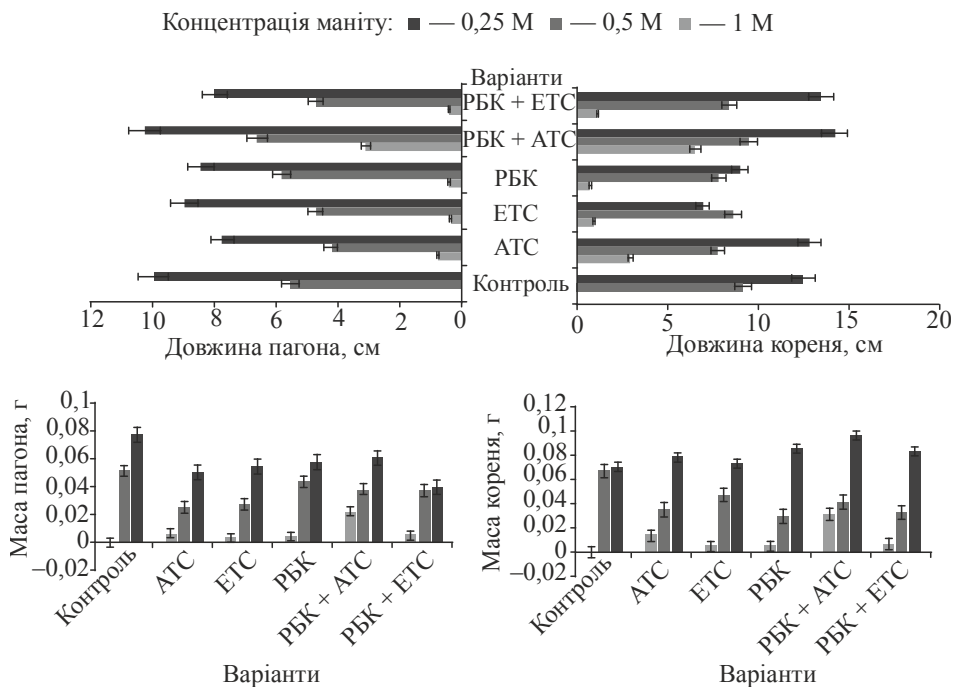 Концентрація маніту: — 0,25 М — 0,5 М — 1 М
Варіанти
РБК + ЕТС
РБК + АТС
РБК
ЕТС
АТС
Контроль
12 10 8 6 4 2 0
Довжина пагона, см
0 5 10 15 20
Довжина кореня, см
Маса пагона, г
0,1
0,08
0,06
0,04
0,02
0
–0,02
Контроль
АТС
ЕТС
РБК
РБК + АТС
РБК + ЕТС
Варіанти
Маса кореня, г
0,12
0,1
0,08
0,06
0,04
0,02
0
–0,02
Контроль
АТС
ЕТС
РБК
РБК + АТС
РБК + ЕТС
Варіанти